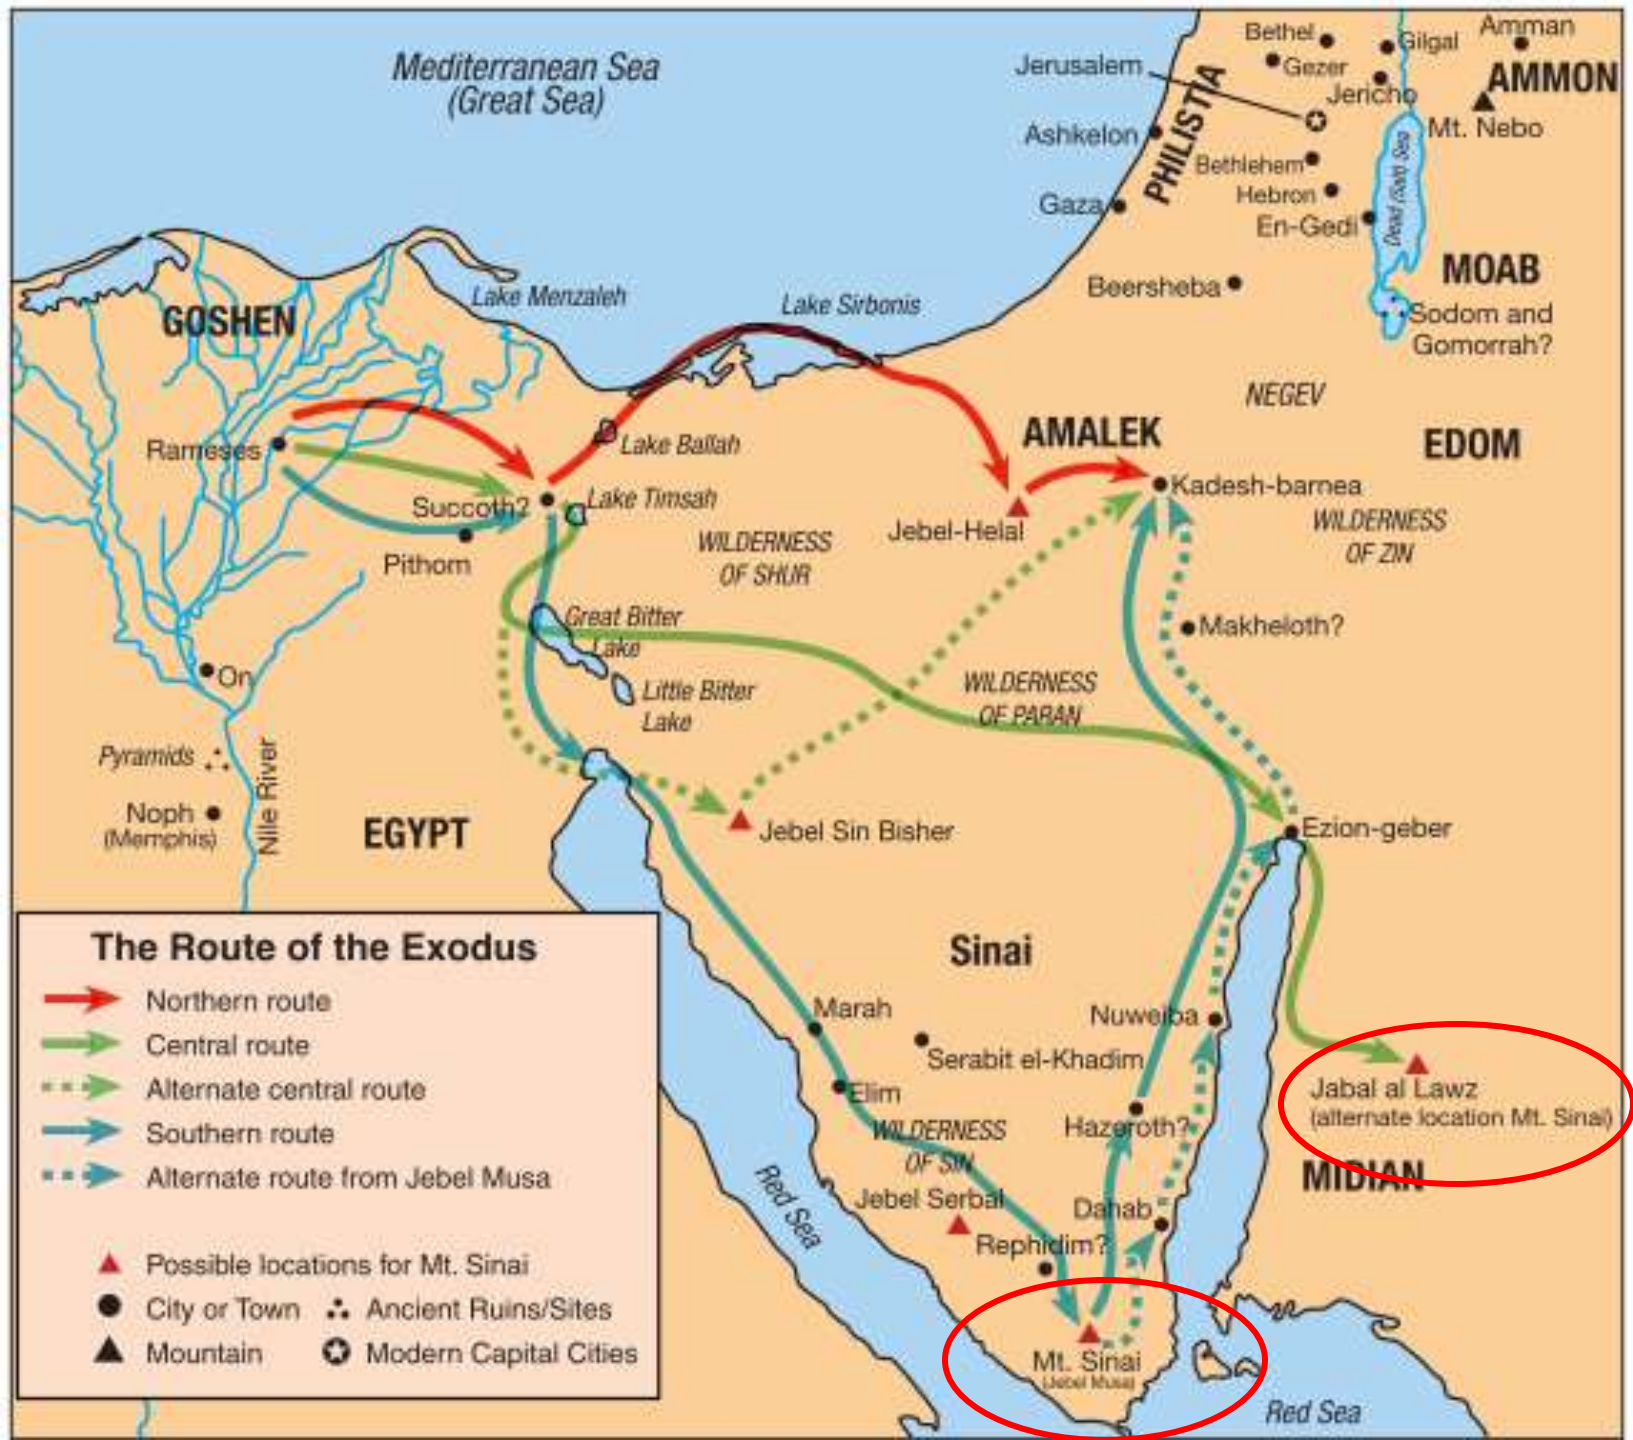 Mediterranean Sea
(Great Sea)
Bethel
Gilgal
Amman
Gezer
Jerusalem
Jericho
AMMON
Mt. Nebo
Ashkelon
PHILISTIA
Bethlehem
Hebron
Dead (Salt) Sea
Gaza
En-Gedi
MOAB
Beersheba
Sodom and
Gomorrah?
Lake Menzaleh
Lake Sirbonis
GOSHEN
NEGEV
AMALEK
EDOM
Rameses
Lake Ballah
Succoth?
Lake Timsah
Kadesh-barnea
Jebel-Helal
WILDERNESS
OF ZIN
WILDERNESS
OF SHUR
Pithom
Great Bitter
Lake
Makheloth?
On
Little Bitter
Lake
WILDERNESS
OF PARAN
Pyramids
Nile River
Noph
(Memphis)
EGYPT
Jebel Sin Bisher
Ezion-geber
Sinai
Marah
Nuweiba
Serabit el-Khadim
Elim
Jabal al Lawz
(alternate location Mt. Sinai)
WILDERNESS
OF SIN
Hazeroth?
MIDIAN
Red Sea
Jebel Serbal
Dahab
Rephidim?
Mt. Sinai
(Jebel Musa)
Red Sea
The Route of the Exodus
Northern route
Central route
Alternate central route
Southern route
Alternate route from Jebel Musa
Possible locations for Mt. Sinai
City or Town
Ancient Ruins/Sites
Mountain
Modern Capital Cities